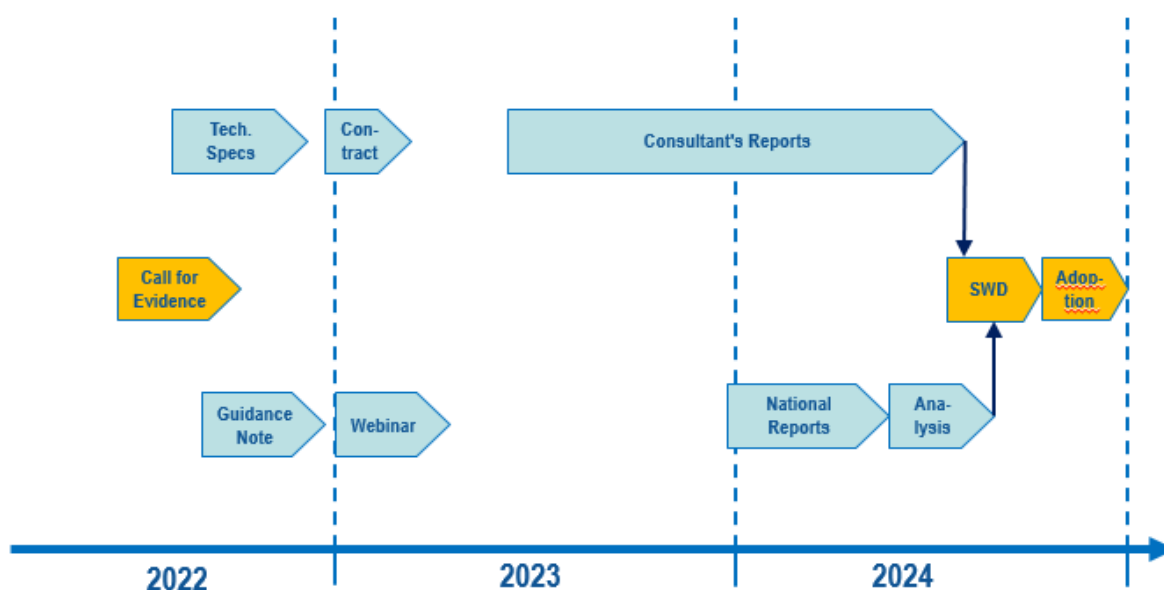 Tech.
Specs
Con-
tract
Consultant's Reports
Call for
Evidence
SWD
Adop-
tion
Guidance
Note
Webinar
National
Reports
Ana-
lysis
2022
2023
2024